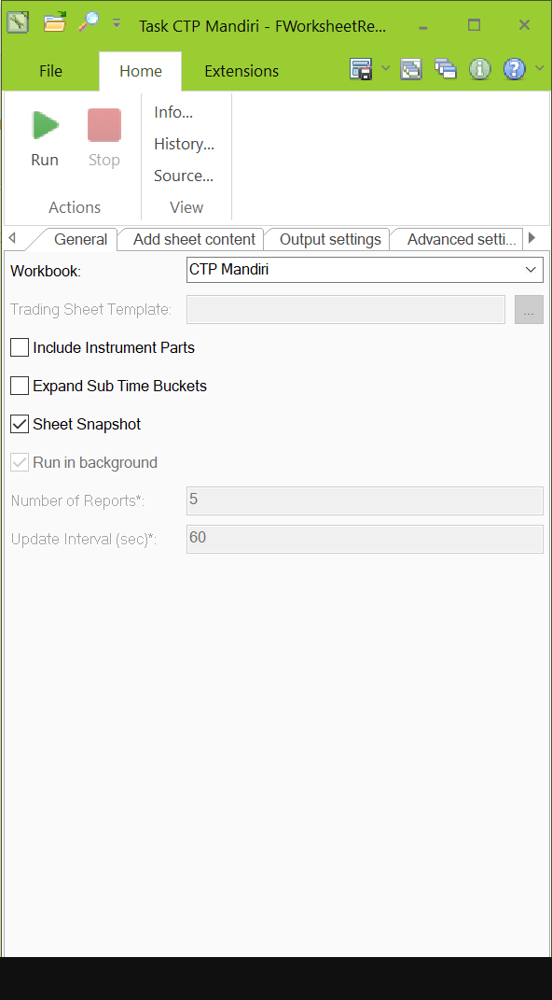 Task CTP Mandiri - FWorksheetRe...
File Home Extensions
Run Stop
Actions
Info...
History...
Source...
View
General Add sheet content Output settings Advanced setti...
Workbook: CTP Mandiri
Trading Sheet Template: ...
Include Instrument Parts
Expand Sub Time Buckets
Sheet Snapshot
Run in background
Number of Reports*: 5
Update Interval (sec)*: 60